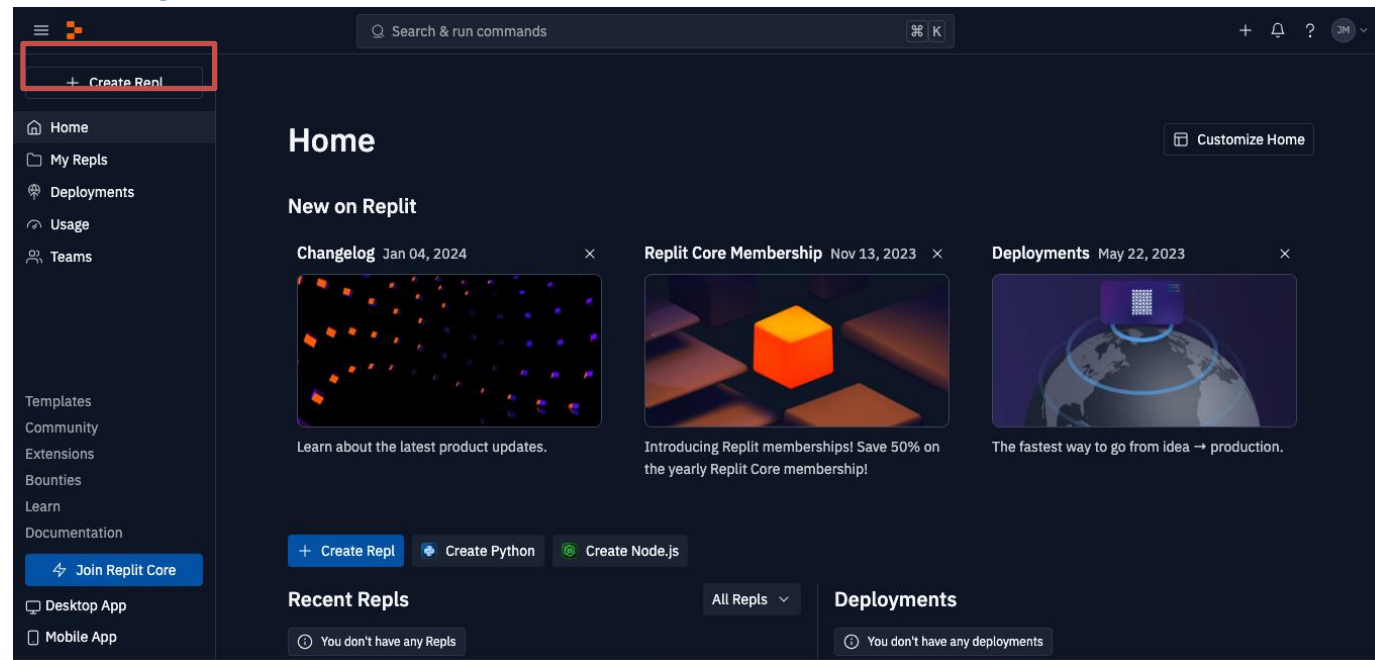 Search & run commands
⌘ K
+ ? JM
+ Create Repl
Home
My Repls
Deployments
Usage
Teams
Templates
Community
Extensions
Bounties
Learn
Documentation
Join Replit Core
Desktop App
Mobile App
Home
Customize Home
New on Replit
Changelog Jan 04, 2024 ×
Learn about the latest product updates.
Replit Core Membership Nov 13, 2023 ×
Introducing Replit memberships! Save 50% on
the yearly Replit Core membership!
Deployments May 22, 2023 ×
The fastest way to go from idea → production.
+ Create Repl
Create Python
Create Node.js
Recent Repls
All Repls
You don't have any Repls
Deployments
You don't have any deployments